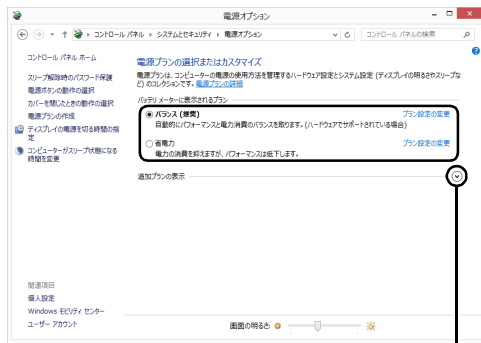 電源オプション
コントロール パネル システムとセキュリティ 電源オプション
コントロール パネルの検索
コントロール パネル ホーム
スリープ解除時のパスワード保護
電源ボタンの動作の選択
カバーを閉じたときの動作の選択
電源プランの作成
ディスプレイの電源を切る時間の指
定
コンピューターがスリープ状態になる
時間を変更
電源プランの選択またはカスタマイズ
電源プランは、コンピューターの電源の使用方法を管理するハードウェア設定とシステム設定 (ディスプレイの明るさやスリープな
ど) のコレクションです。電源プランの詳細
バッテリ メーターに表示されるプラン
バランス (推奨) プラン設定の変更
自動的にパフォーマンスと電力消費のバランスを取ります。(ハードウェアでサポートされている場合)
省電力 プラン設定の変更
電力の消費を抑えますが、パフォーマンスは低下します。
追加プランの表示
関連項目
個人設定
Windows モビリティ センター
ユーザー アカウント
画面の明るさ: